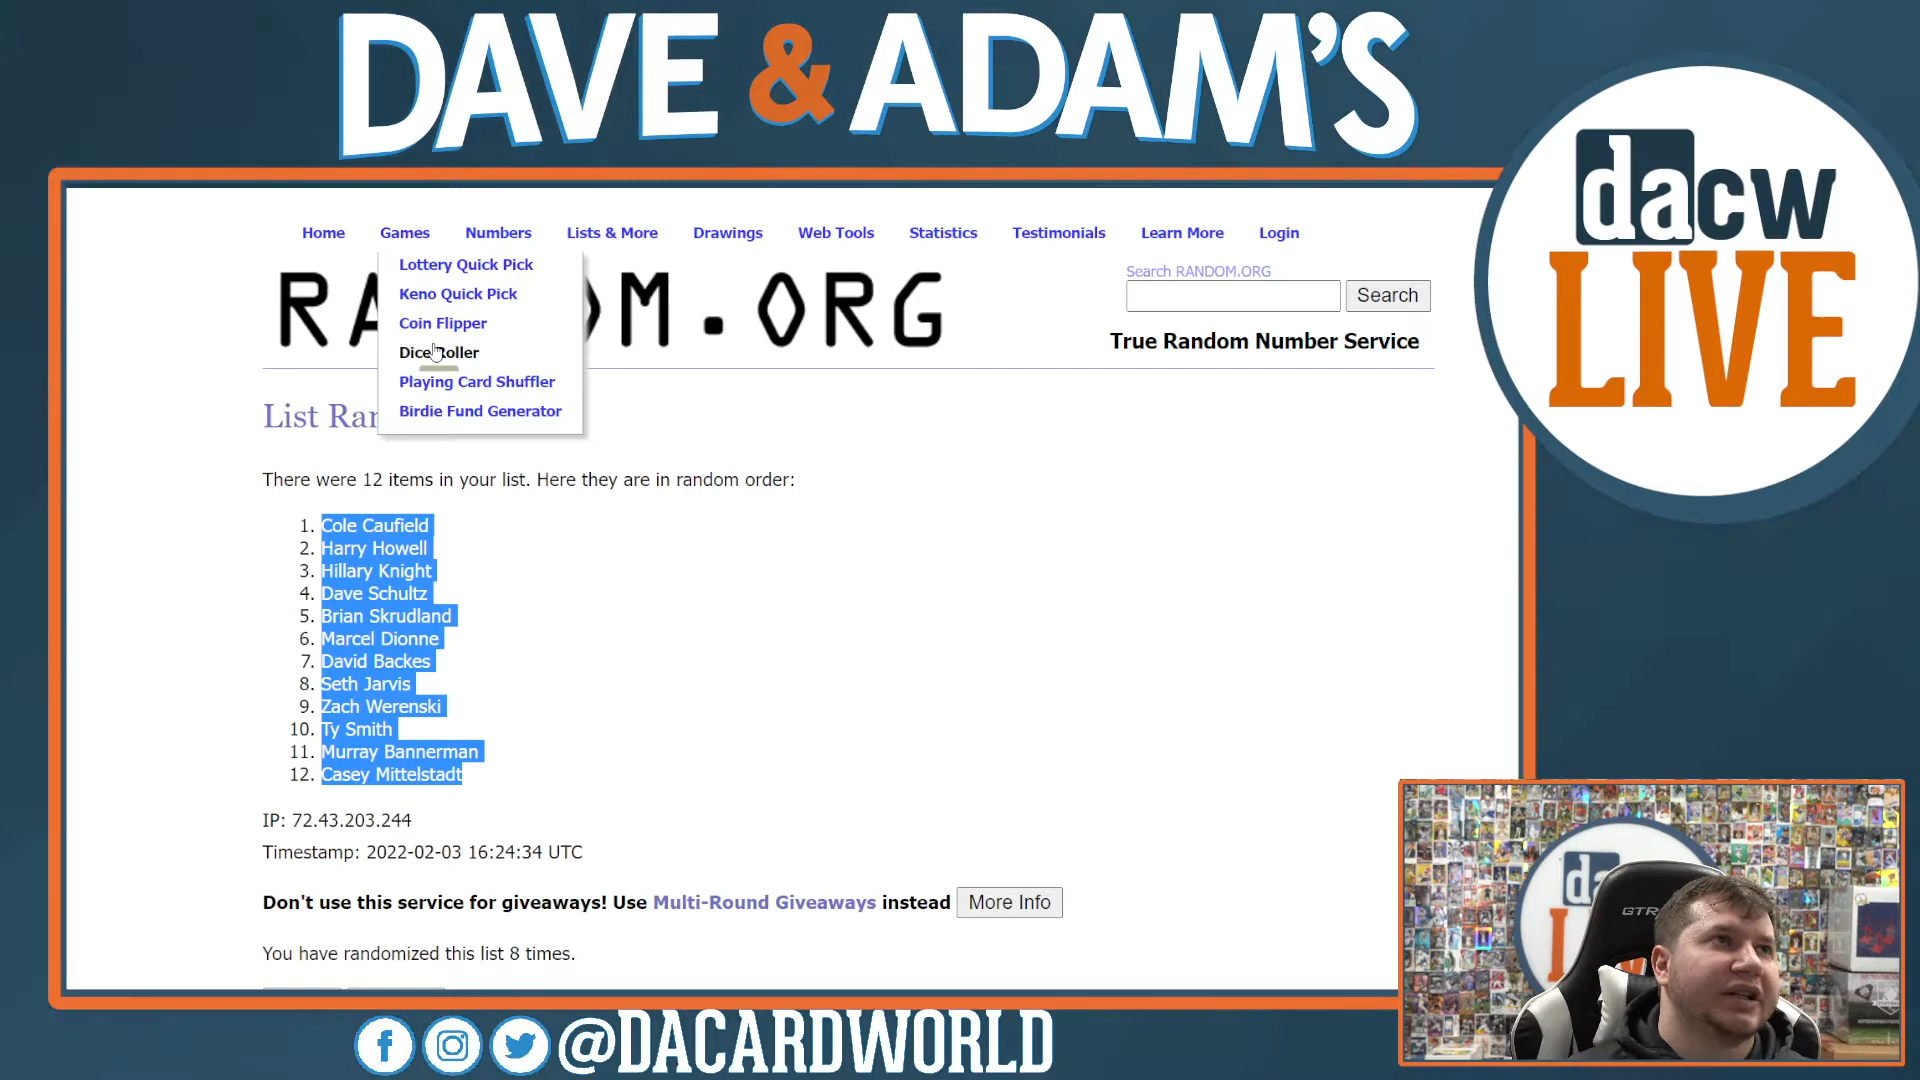 DAVE & ADAM'S
dacw
LIVE
Home Games Numbers Lists & More Drawings Web Tools Statistics Testimonials Learn More Login
Lottery Quick Pick
Keno Quick Pick
Coin Flipper
Dice Roller
Playing Card Shuffler
Birdie Fund Generator
Search RANDOM.ORG
Search
M.ORG
True Random Number Service
List Ran
There were 12 items in your list. Here they are in random order:
1. Cole Caufield
2. Harry Howell
3. Hillary Knight
4. Dave Schultz
5. Brian Skrudland
6. Marcel Dionne
7. David Backes
8. Seth Jarvis
9. Zach Werenski
10. Ty Smith
11. Murray Bannerman
12. Casey Mittelstadt
IP: 72.43.203.244
Timestamp: 2022-02-03 16:24:34 UTC
Don't use this service for giveaways! Use Multi-Round Giveaways instead More Info
You have randomized this list 8 times.
da
GTR
@DACARDWORLD